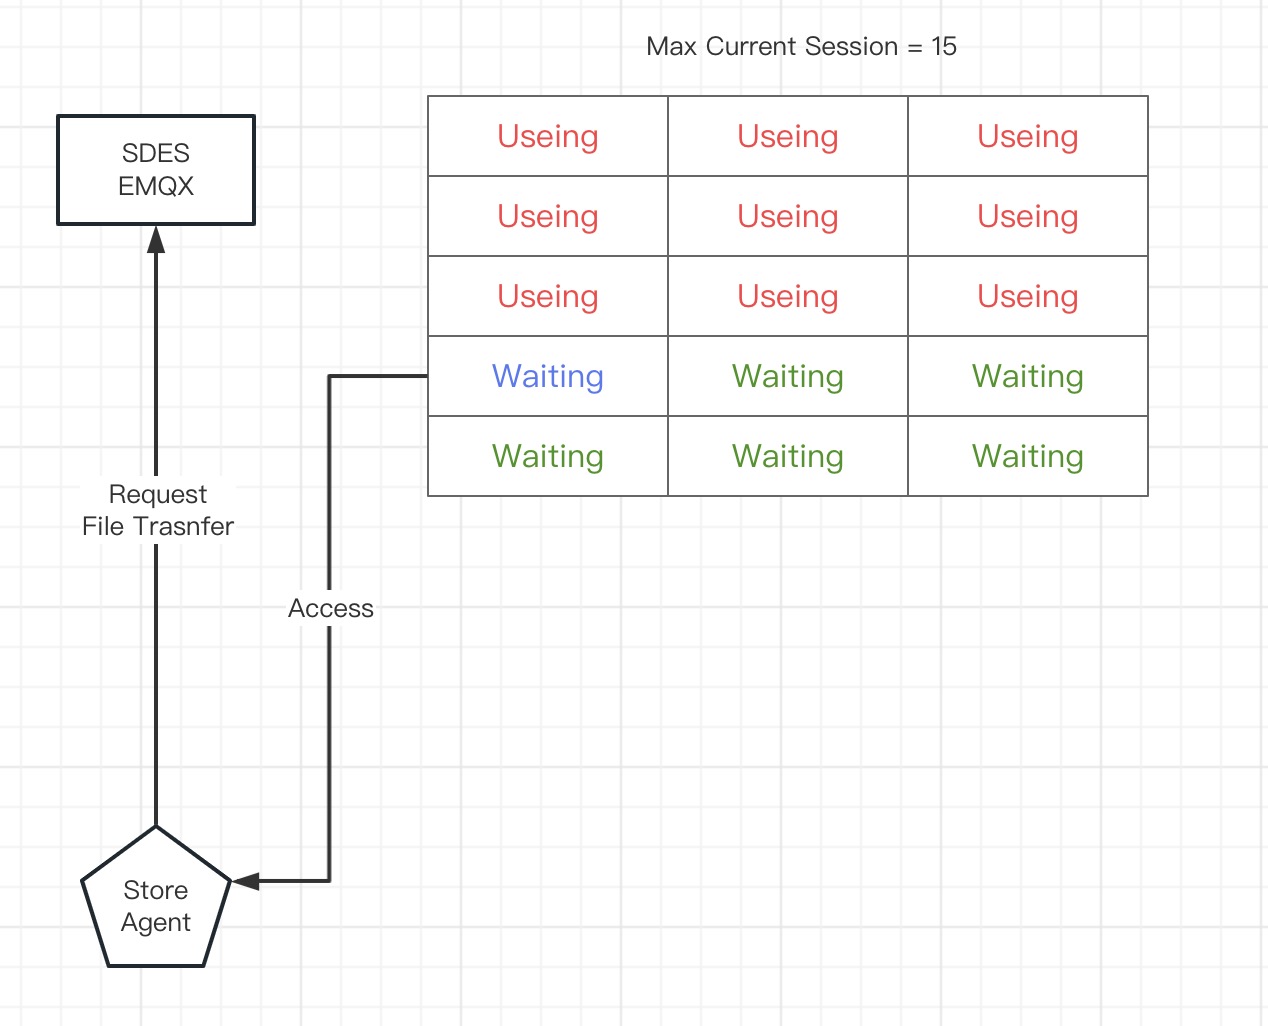 Max Current Session = 15
SDES
EMQX
Useing Useing Useing
Useing Useing Useing
Useing Useing Useing
Waiting Waiting Waiting
Waiting Waiting Waiting
Request
File Trasnfer
Access
Store
Agent